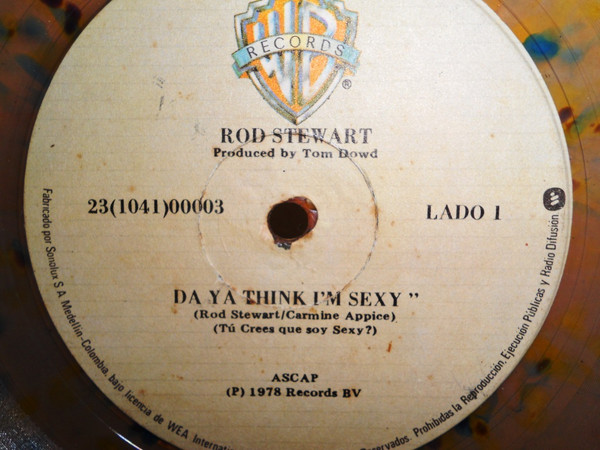 WB
RECORDS
®
ROD STEWART
Produced by Tom Dowd
23(1041)00003
LADO 1
DA YA THINK I'M SEXY ”
(Rod Stewart/Carmine Appice)
(Tú Crees que soy Sexy?)
ASCAP
(P) 1978 Records BV
Fabricado por Sonolux S A Medellín-Colombia, bajo licencia de WEA Internati
eservados. Prohibidas la Reproducción, Ejecución Públicas y Radio Difusión